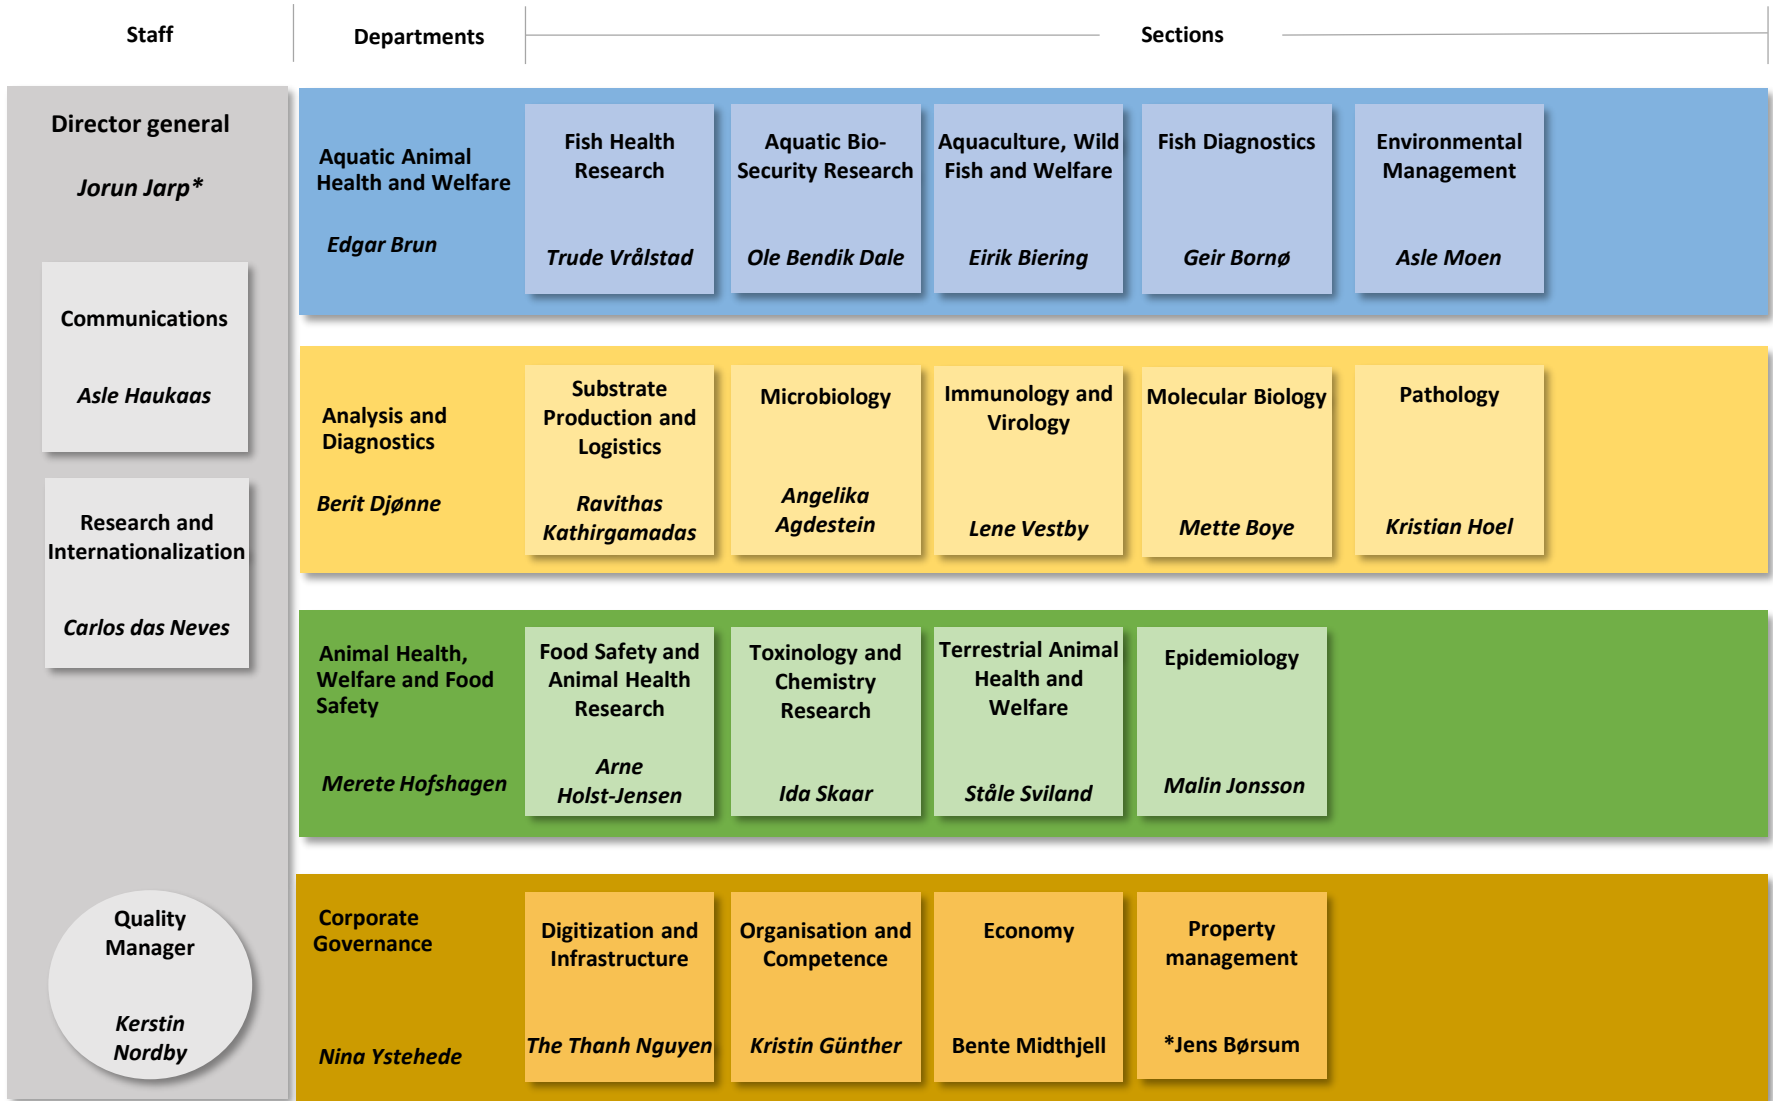 Staff
Departments
Sections
Director general
Jorun Jarp*
Communications
Asle Haukaas
Research and
Internationalization
Carlos das Neves
Quality
Manager
Kerstin
Nordby
Aquatic Animal
Health and Welfare
Edgar Brun
Fish Health
Research
Trude Vrålstad
Aquatic Bio-
Security Research
Ole Bendik Dale
Aquaculture, Wild
Fish and Welfare
Eirik Biering
Fish Diagnostics
Geir Bornø
Environmental
Management
Asle Moen
Analysis and
Diagnostics
Berit Djønne
Substrate
Production and
Logistics
Ravithas
Kathirgamadas
Microbiology
Angelika
Agdestein
Immunology and
Virology
Lene Vestby
Molecular Biology
Mette Boye
Pathology
Kristian Hoel
Animal Health,
Welfare and Food
Safety
Merete Hofshagen
Food Safety and
Animal Health
Research
Arne
Holst-Jensen
Toxinology and
Chemistry
Research
Ida Skaar
Terrestrial Animal
Health and
Welfare
Ståle Sviland
Epidemiology
Malin Jonsson
Corporate
Governance
Nina Ystehede
Digitization and
Infrastructure
The Thanh Nguyen
Organisation and
Competence
Kristin Günther
Economy
Bente Midthjell
Property
management
*Jens Børsum